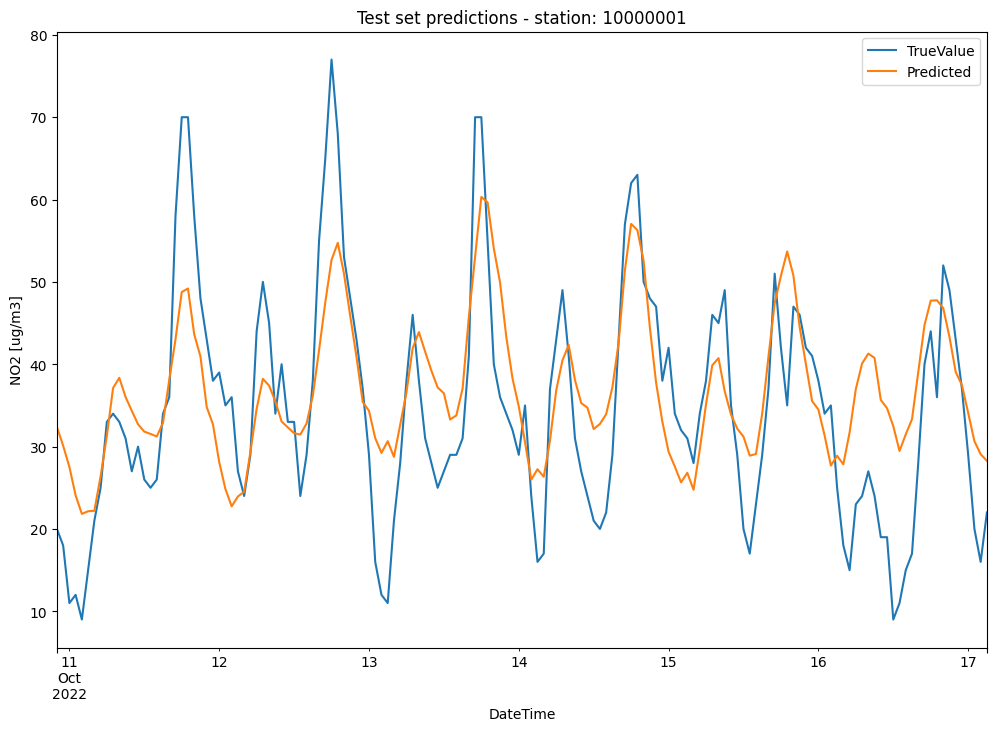 Test set predictions - station: 10000001
TrueValue
Predicted
NO2 [ug/m3]
80
70
60
50
40
30
20
10
11 12 13 14 15 16 17
Oct
2022
DateTime